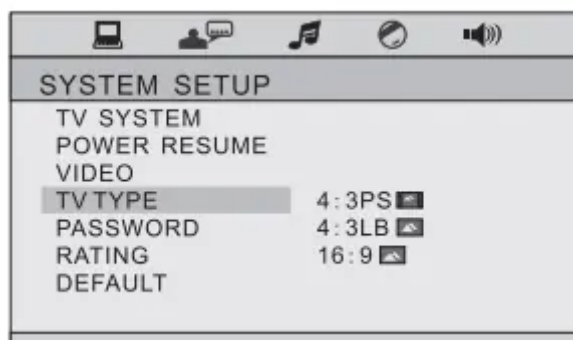 SYSTEM SETUP
TV SYSTEM
POWER RESUME
VIDEO
TV TYPE 4:3PS
PASSWORD 4:3LB
RATING 16:9
DEFAULT